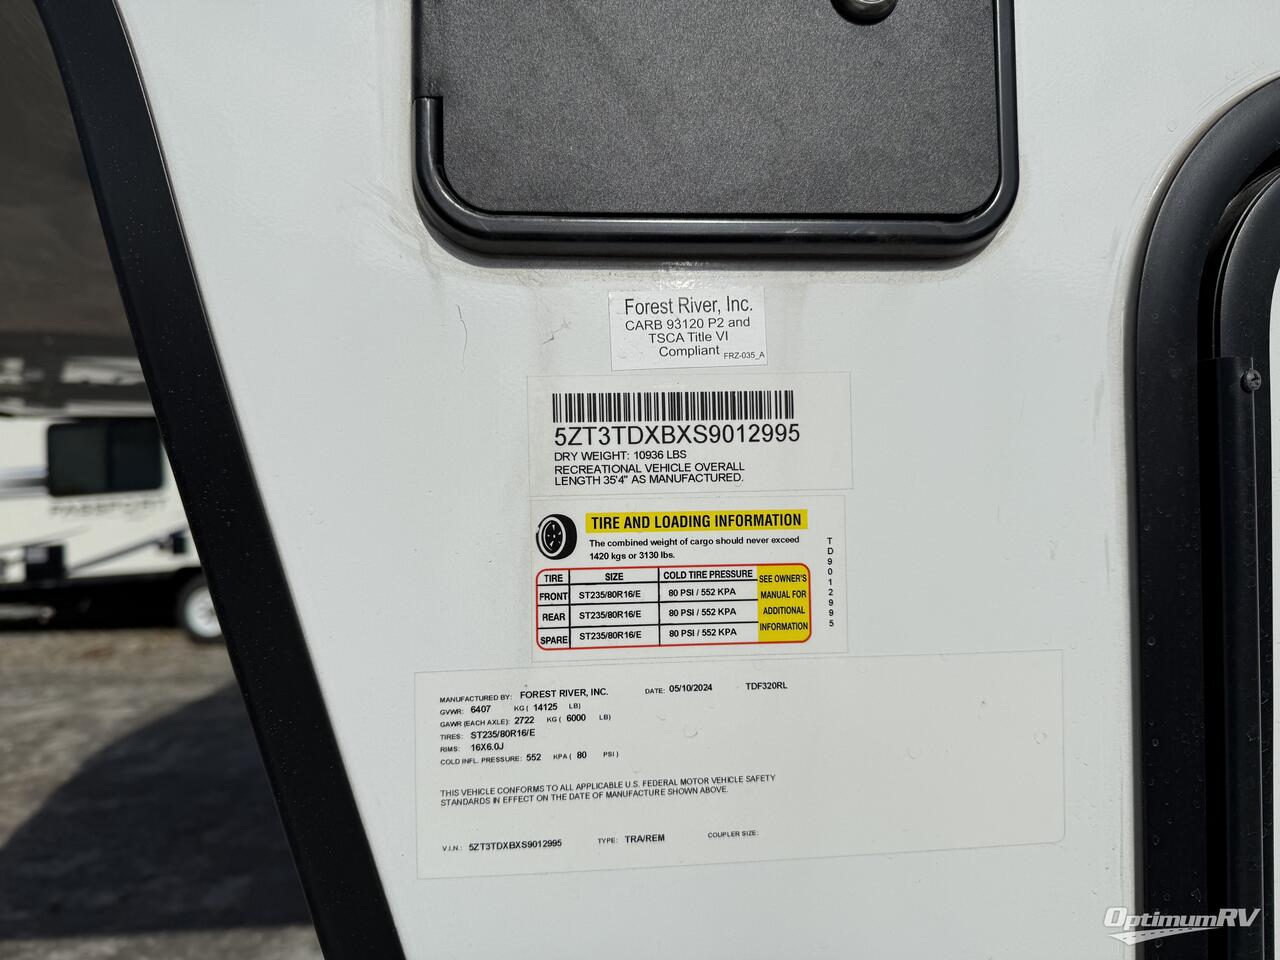 Forest River, Inc.
CARB 93120 P2 and
TSCA Title VI
Compliant FRZ-035_A
5ZT3TDXBXS9012995
DRY WEIGHT: 10936 LBS
RECREATIONAL VEHICLE OVERALL
LENGTH 35'4" AS MANUFACTURED.
TIRE AND LOADING INFORMATION
The combined weight of cargo should never exceed
1420 kgs or 3130 lbs.
TIRE SIZE COLD TIRE PRESSURE
FRONT ST235/80R16/E 80 PSI / 552 KPA
REAR ST235/80R16/E 80 PSI / 552 KPA
SPARE ST235/80R16/E 80 PSI / 552 KPA
SEE OWNER'S
MANUAL FOR
ADDITIONAL
INFORMATION
TD9012995
MANUFACTURED BY: FOREST RIVER, INC. DATE: 05/10/2024 TDF320RL
GVWR: 6407 KG ( 14125 LB)
GAWR (EACH AXLE): 2722 KG ( 6000 LB)
TIRES: ST235/80R16/E
RIMS: 16X6.0J
COLD INFL. PRESSURE: 552 KPA ( 80 PSI )
THIS VEHICLE CONFORMS TO ALL APPLICABLE U.S. FEDERAL MOTOR VEHICLE SAFETY
STANDARDS IN EFFECT ON THE DATE OF MANUFACTURE SHOWN ABOVE.
V.I.N.: 5ZT3TDXBXS9012995 TYPE: TRA/REM COUPLER SIZE:
PASSPORT
OptimumRV